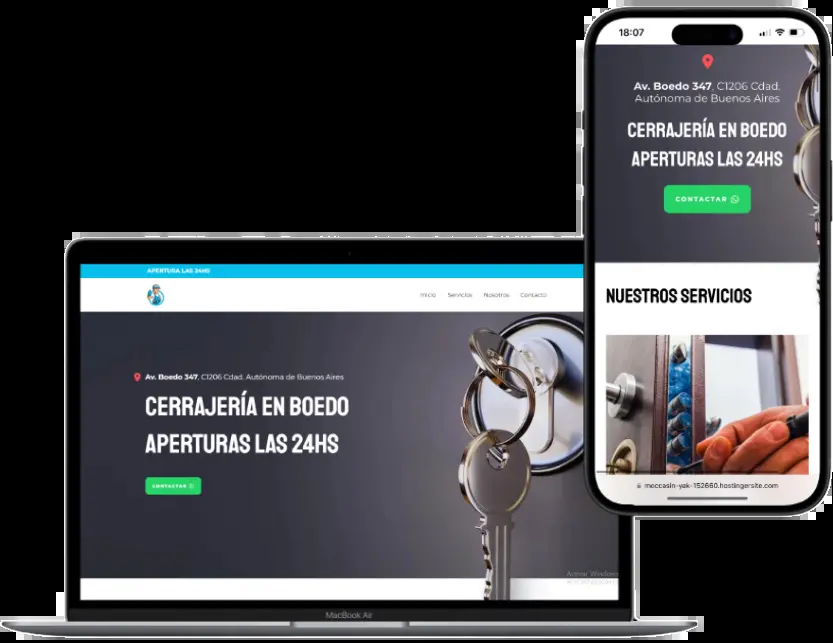 APERTURA LAS 24HS
Inicio Servicios Nosotros Contacto
Av. Boedo 347, C1206 Cdad. Autónoma de Buenos Aires
CERRAJERÍA EN BOEDO
APERTURAS LAS 24HS
CONTACTAR
Activar Windows
MacBook Air
18:07
Av. Boedo 347, C1206 Cdad.
Autónoma de Buenos Aires
CERRAJERÍA EN BOEDO
APERTURAS LAS 24HS
CONTACTAR
NUESTROS SERVICIOS
moccasin-yak-152660.hostingersite.com